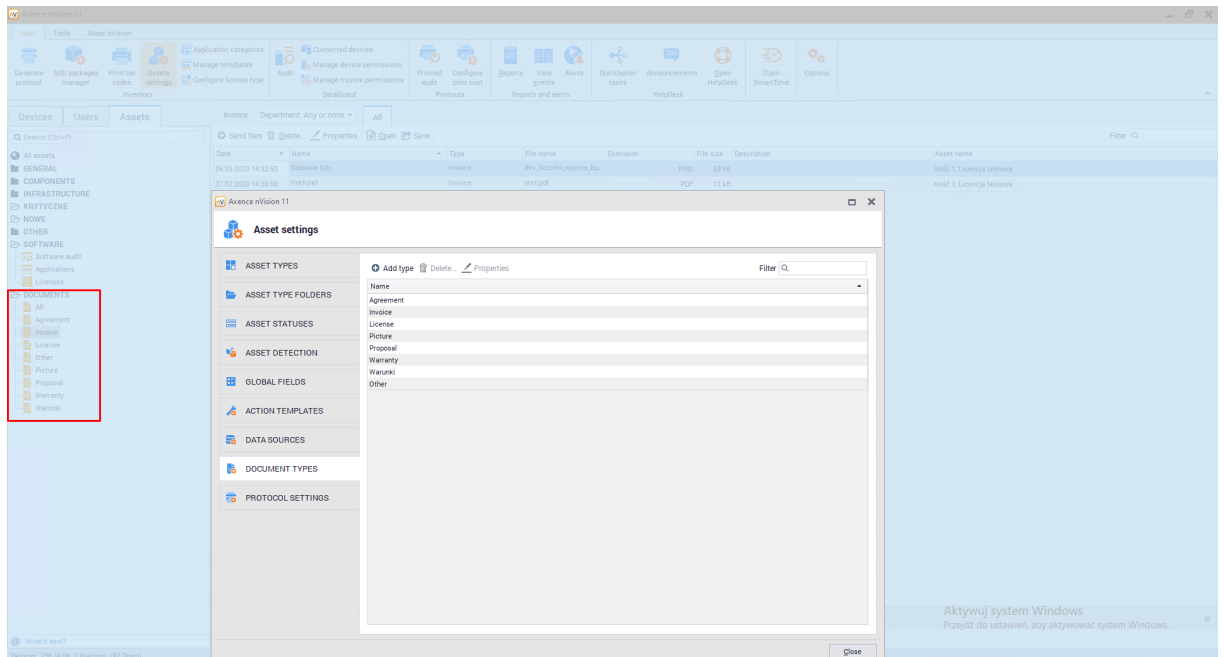 Axence nVision 11
Main Tools About nVision
Generate protocol
MSI packages manager
Print bar codes
Assets settings
Inventory
Application categories
Manage templates
Configure license type
Audit
Connected devices
Manage device permissions
Manage trustee permissions
DataGuard
Printout audit
Configure print cost
Printouts
Reports
View events
Alerts
Reports and alerts
Distribution tasks
Announcements
Open HelpDesk
HelpDesk
Open SmartTime
Options
Devices Users Assets
Invoice Department: Any or none All
Search (Ctrl+F)
Send files Delete... Properties Open Save...
Filter
Date Name Type File name Extension File size Description Asset name
05.03.2020 14:32:52 Dostawa luty Invoice dev_liczniki_wykres_bu... PNG 53 kB Kość 1, Licencja testowa
27.02.2020 14:30:50 Faktura1 Invoice text.pdf PDF 11 kB Kość 1, Licencja testowa
All assets
GENERAL
COMPONENTS
INFRASTRUCTURE
KRYTYCZNE
NOWE
OTHER
SOFTWARE
Software audit
Applications
Licenses
DOCUMENTS
All
Agreement
Invoice
License
Other
Picture
Proposal
Warranty
Warunki
What's new?
Axence nVision 11
Asset settings
ASSET TYPES
ASSET TYPE FOLDERS
ASSET STATUSES
ASSET DETECTION
GLOBAL FIELDS
ACTION TEMPLATES
DATA SOURCES
DOCUMENT TYPES
PROTOCOL SETTINGS
Add type Delete... Properties Filter
Name
Agreement
Invoice
License
Picture
Proposal
Warranty
Warunki
Other
Close
Aktywuj system Windows
Przejdź do ustawień, aby aktywować system Windows.